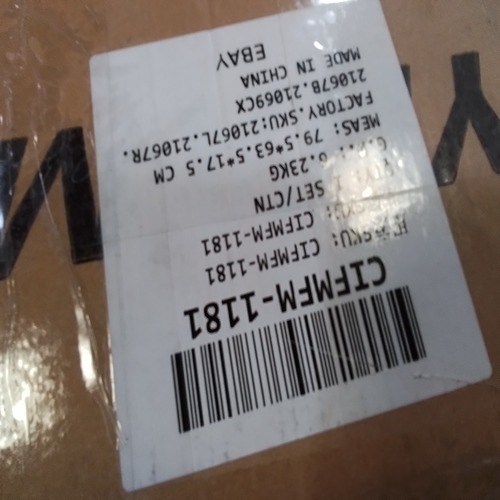 CIFMFM-1181
SKU: CIFMFM-1181
SKU: CIFMFM-1181
SET/CTN
.23KG
MEAS: 79.5*63.5*17.5 CM
FACTORY.SKU:21067L.21067R.
21067B.21069CX
MADE IN CHINA
EBAY